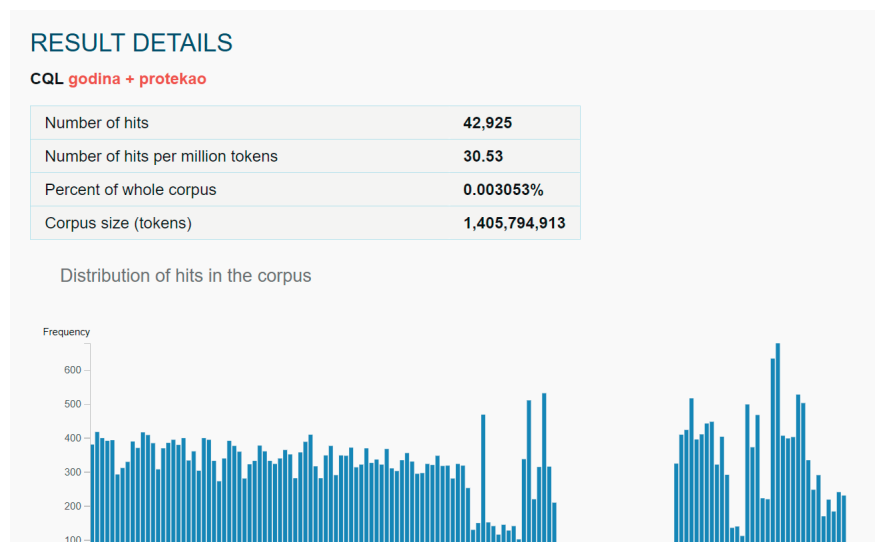 RESULT DETAILS
CQL godina + protekao
Number of hits 42,925
Number of hits per million tokens 30.53
Percent of whole corpus 0.003053%
Corpus size (tokens) 1,405,794,913
Distribution of hits in the corpus
Frequency
600
500
400
300
200
100